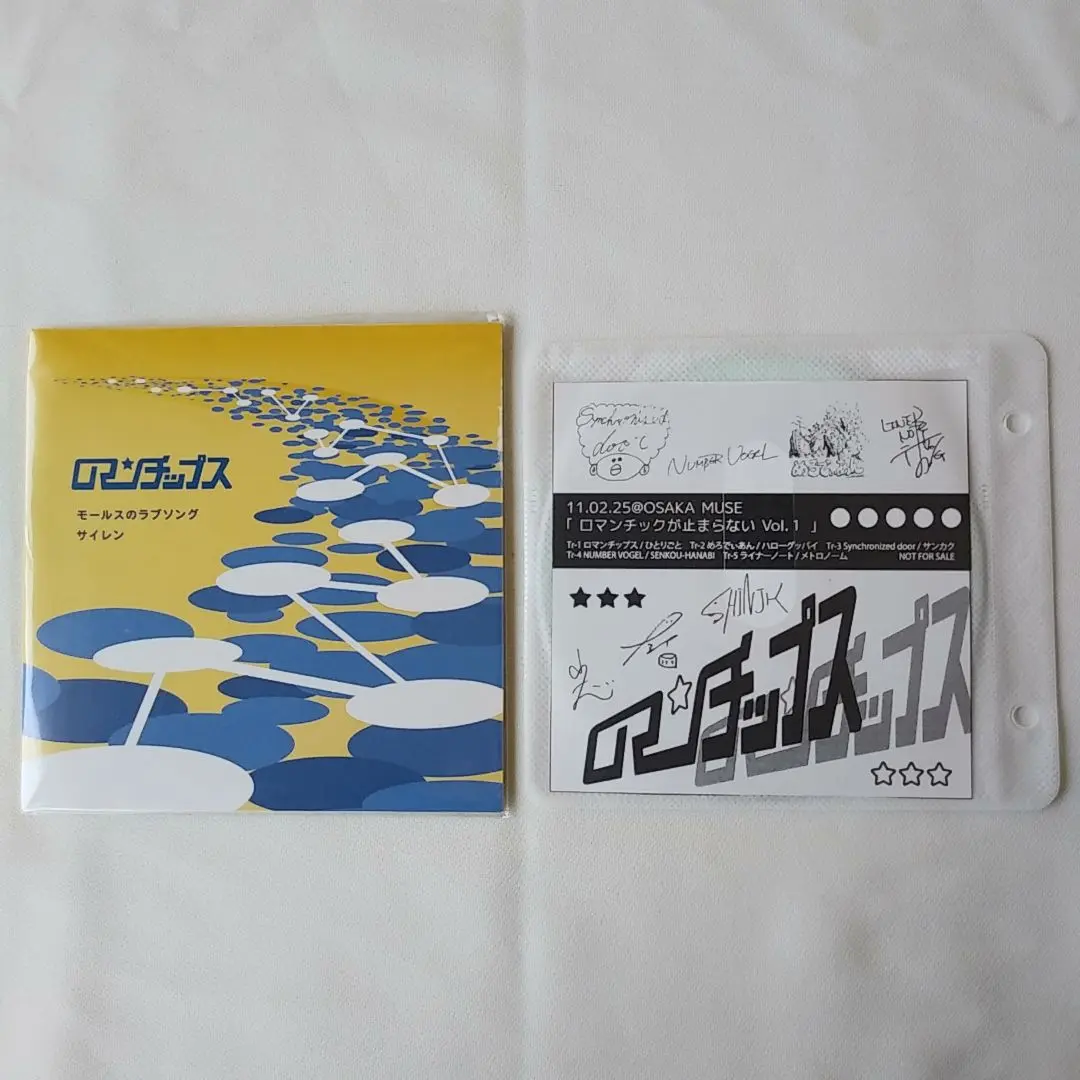 ロマンチップス
モールスのラブソング
サイレン
Synchronized door
NUMBER VOGEL
LINER NOTE
11.02.25@OSAKA MUSE
「 ロマンチックが止まらない Vol.1 」
Tr-1 ロマンチップス / ひとりごと Tr-2 めろでぃあん / ハローグッバイ Tr-3 Synchronized door / サンカク
Tr-4 NUMBER VOGEL / SENKOU-HANABI Tr-5 ライナーノート / メトロノーム NOT FOR SALE
SHINJI
ロマンチップス